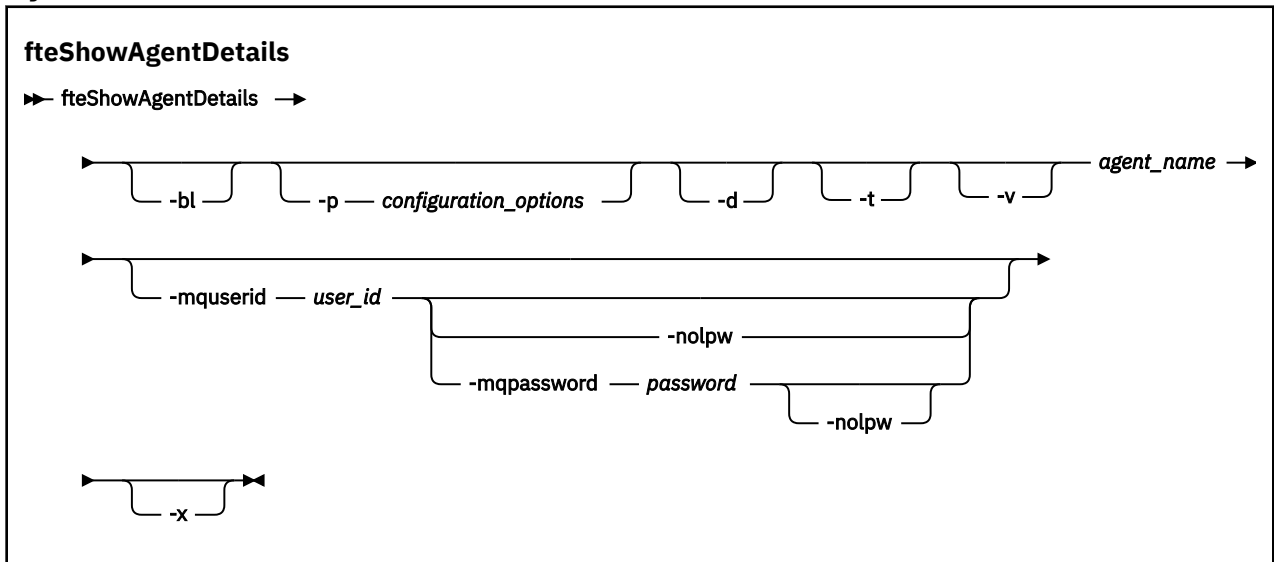 fteShowAgentDetails
fteShowAgentDetails
agent_name
-bl -p configuration_options -d -t -v
-mquserid user_id
-nolpw
-mqpassword password
-nolpw
-x